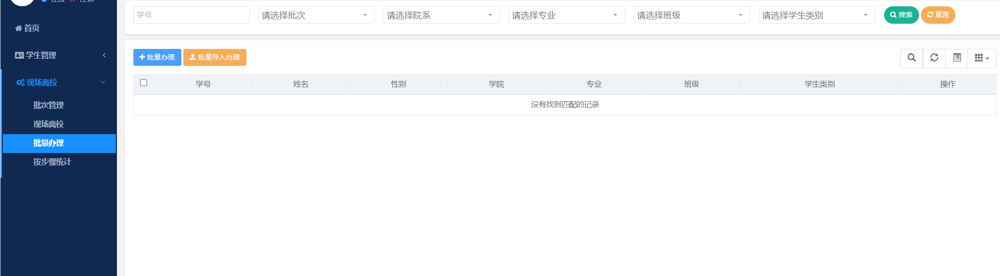 在线 注销
首页
学生管理
现场离校
批次管理
现场离校
批量办理
按步骤统计
学号 请选择批次 请选择院系 请选择专业 请选择班级 请选择学生类别 搜索 重置
批量办理 批量导入办理
学号 姓名 性别 学院 专业 班级 学生类别 操作
没有找到匹配的记录